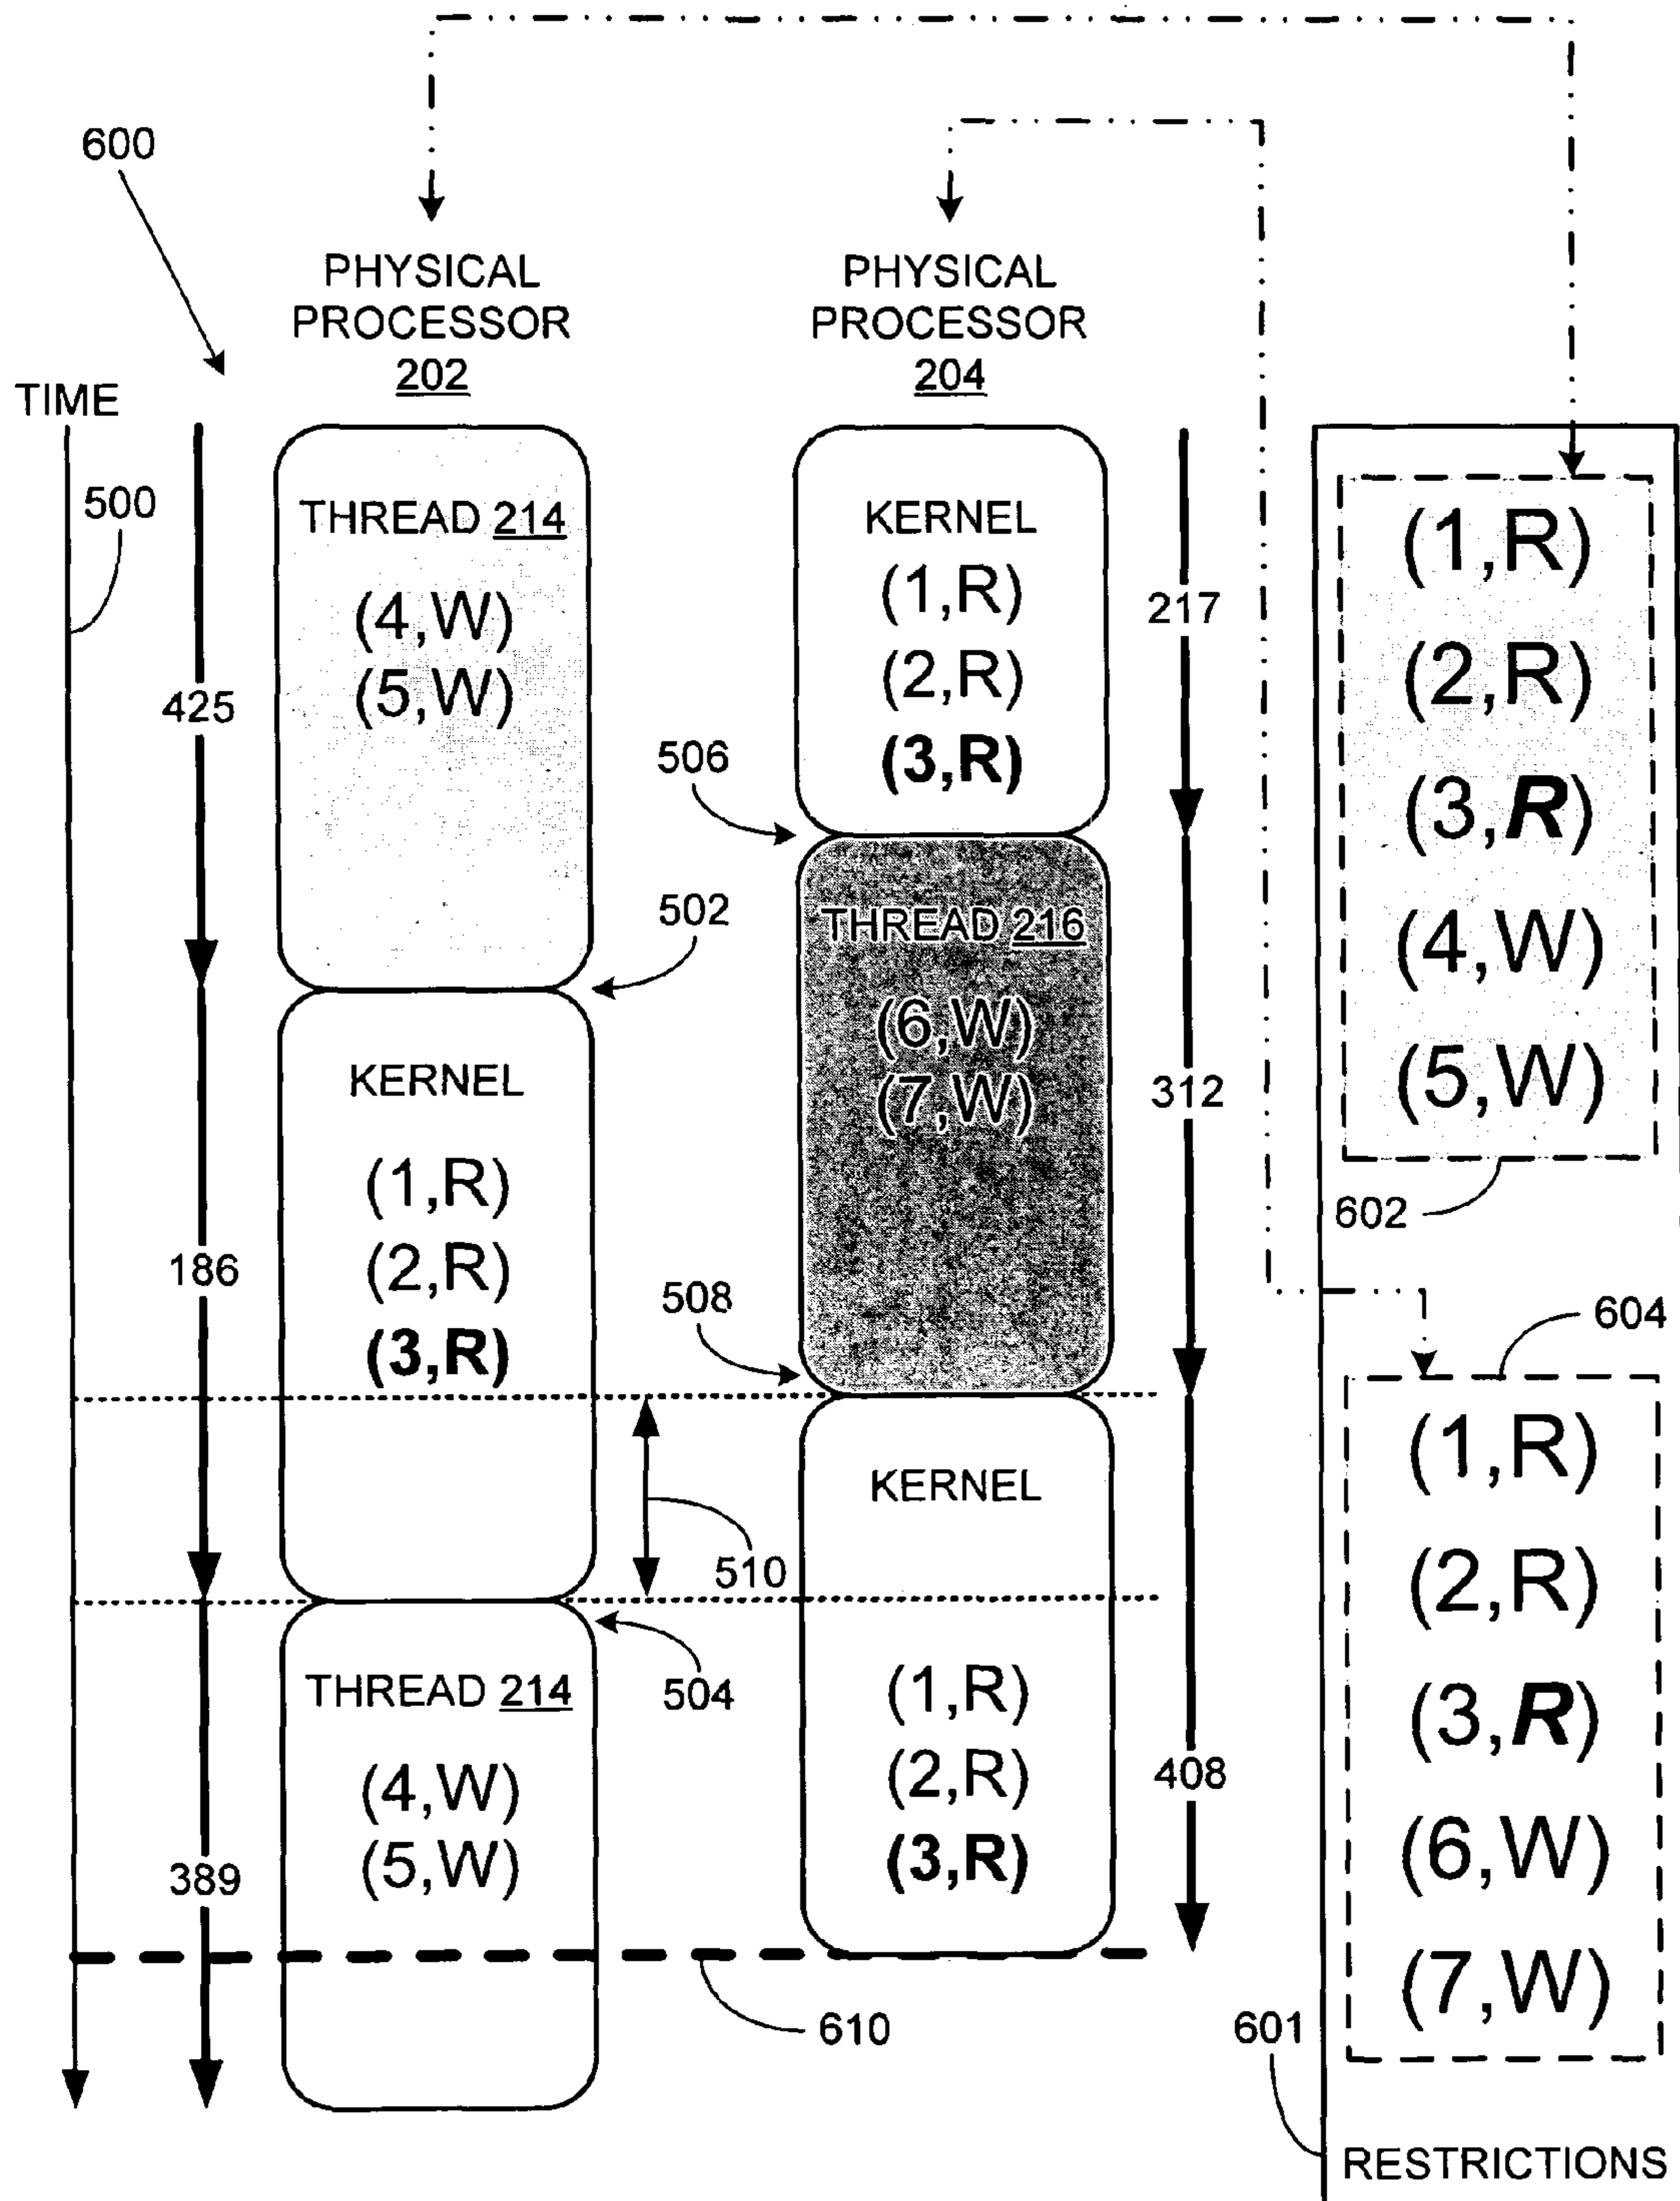 600
PHYSICAL
PROCESSOR
202
PHYSICAL
PROCESSOR
204
TIME
500
425
186
389
THREAD 214
(4,W)
(5,W)
502
KERNEL
(1,R)
(2,R)
(3,R)
504
THREAD 214
(4,W)
(5,W)
KERNEL
(1,R)
(2,R)
(3,R)
506
THREAD 216
(6,W)
(7,W)
508
510
KERNEL
(1,R)
(2,R)
(3,R)
610
217
312
408
(1,R)
(2,R)
(3,R)
(4,W)
(5,W)
602
604
(1,R)
(2,R)
(3,R)
(6,W)
(7,W)
601
RESTRICTIONS